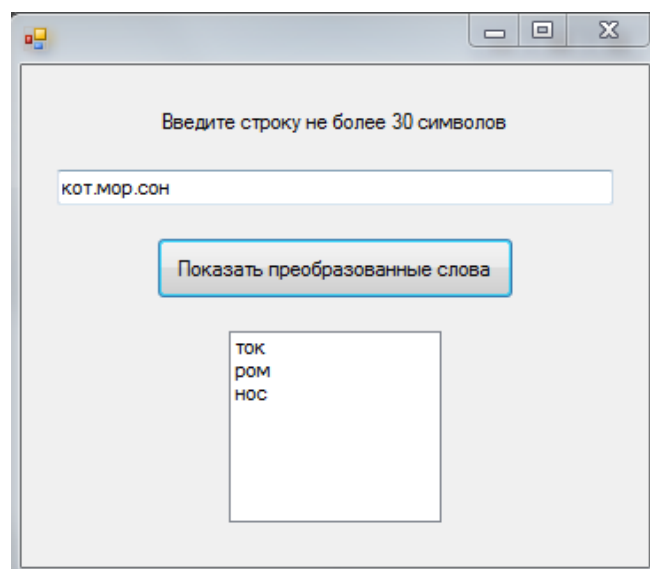 Введите строку не более 30 символов
кот.мор.сон
Показать преобразованные слова
ток
ром
нос